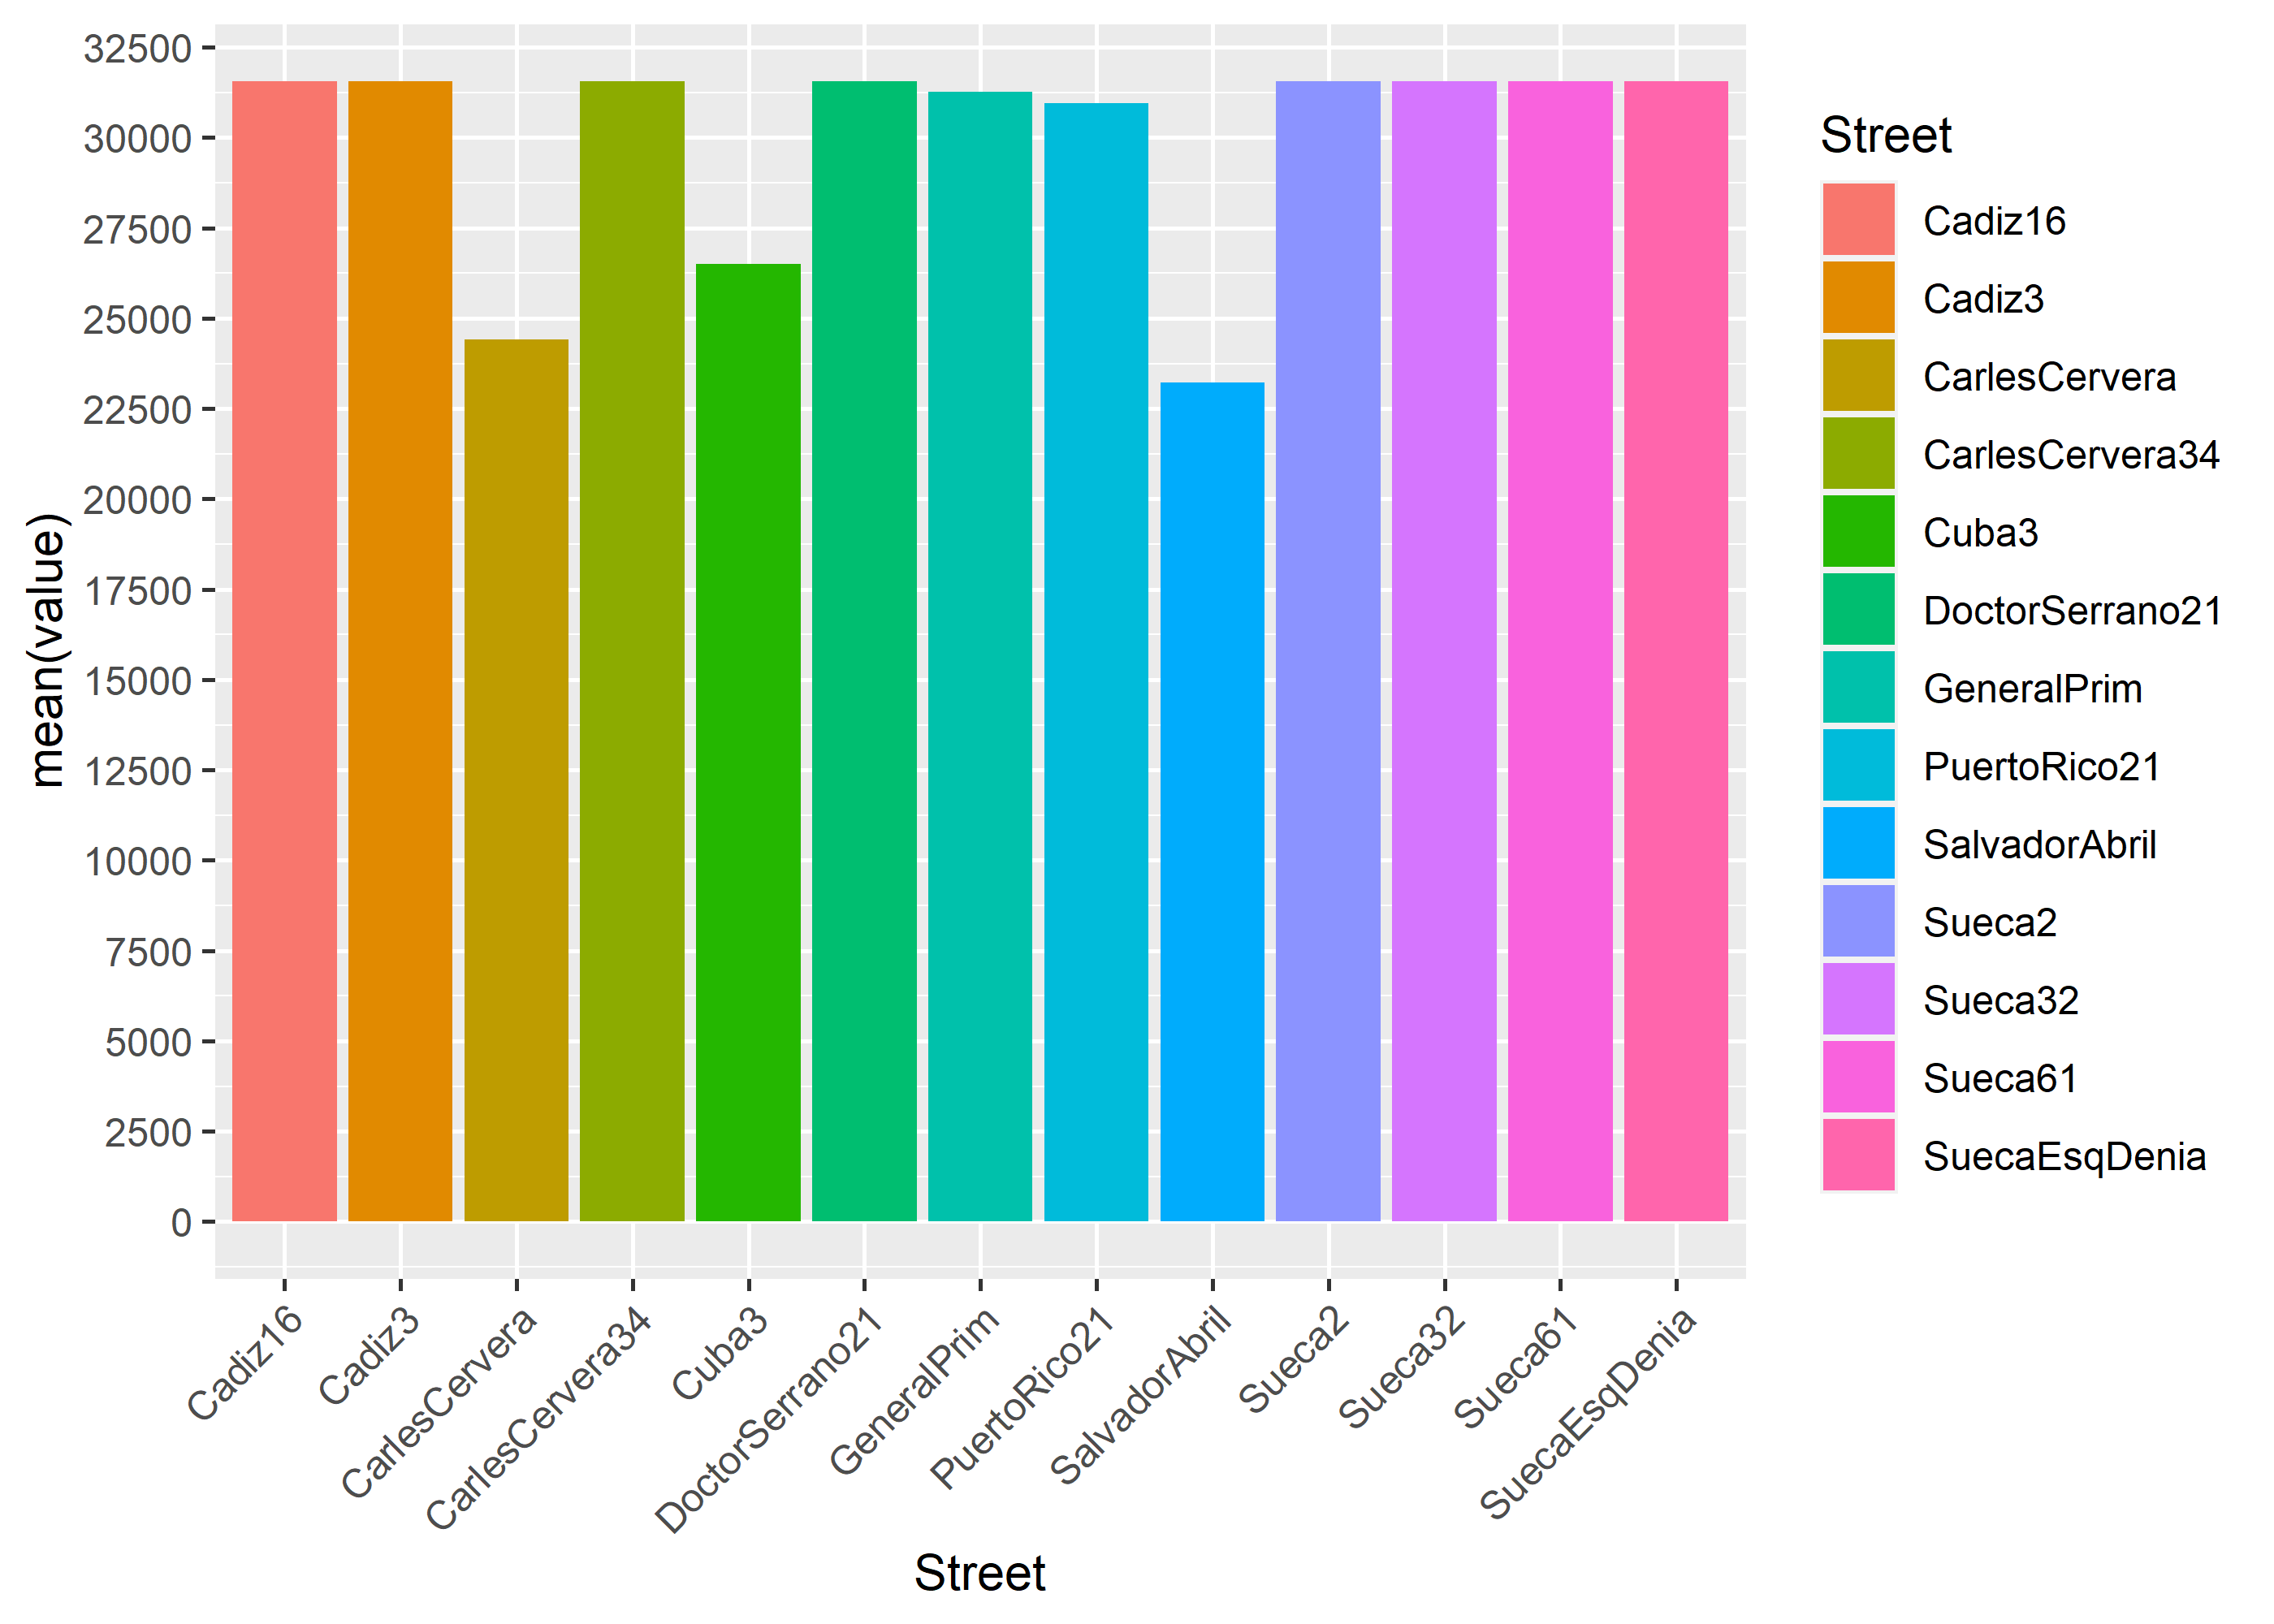 mean(value)
32500
30000
27500
25000
22500
20000
17500
15000
12500
10000
7500
5000
2500
0
Cadiz16
Cadiz3
CarlesCervera
CarlesCervera34
Cuba3
DoctorSerrano21
GeneralPrim
PuertoRico21
SalvadorAbril
Sueca2
Sueca32
Sueca61
SuecaEsqDenia
Street
Street
Cadiz16
Cadiz3
CarlesCervera
CarlesCervera34
Cuba3
DoctorSerrano21
GeneralPrim
PuertoRico21
SalvadorAbril
Sueca2
Sueca32
Sueca61
SuecaEsqDenia